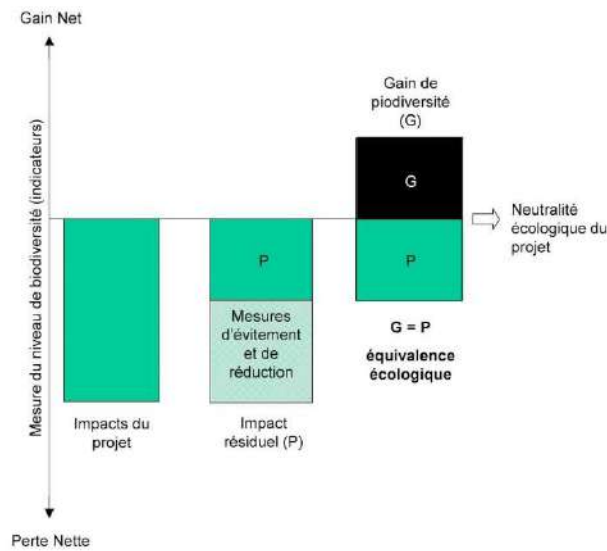 Gain Net
Mesure du niveau de biodiversité (indicateurs)
Gain de
piodiversité
(G)
G
Neutralité
écologique du
projet
P
P
Mesures
d'évitement
et de
réduction
G = P
équivalence
écologique
Impacts du
projet
Impact
résiduel (P)
Perte Nette